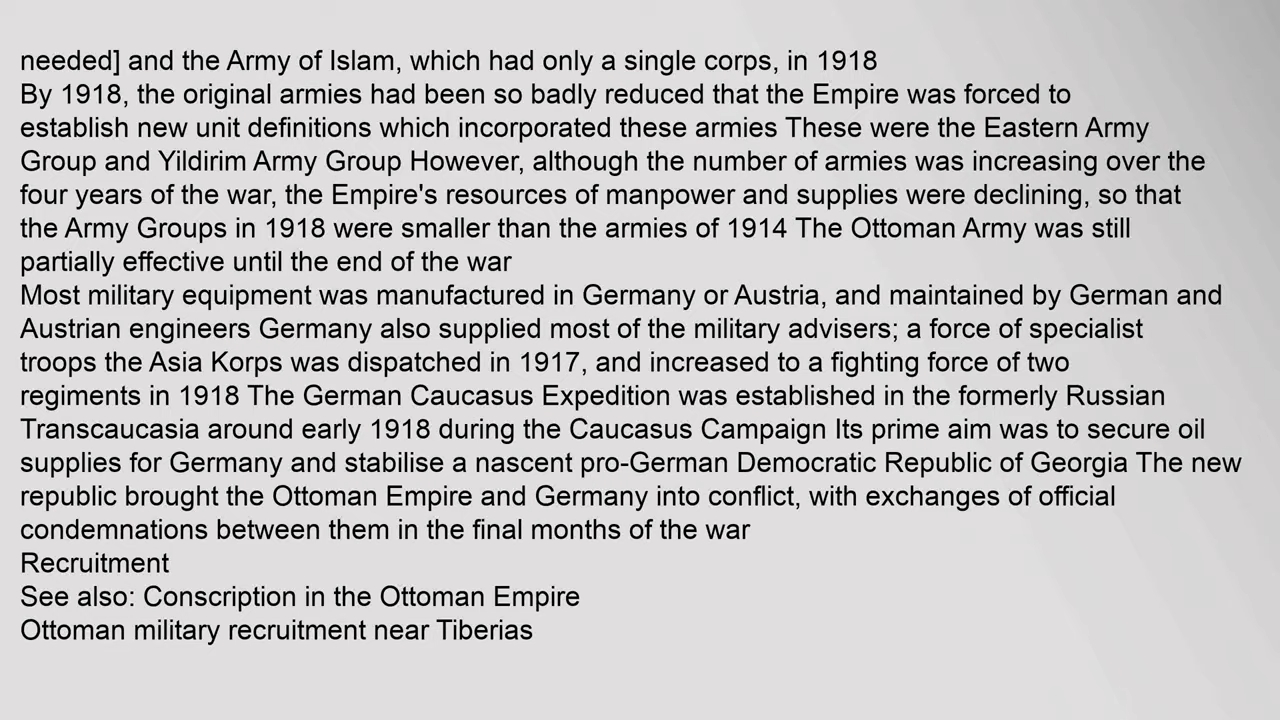 needed] and the Army of Islam, which had only a single corps, in 1918
By 1918, the original armies had been so badly reduced that the Empire was forced to
establish new unit definitions which incorporated these armies These were the Eastern Army
Group and Yildirim Army Group However, although the number of armies was increasing over the
four years of the war, the Empire's resources of manpower and supplies were declining, so that
the Army Groups in 1918 were smaller than the armies of 1914 The Ottoman Army was still
partially effective until the end of the war
Most military equipment was manufactured in Germany or Austria, and maintained by German and
Austrian engineers Germany also supplied most of the military advisers; a force of specialist
troops the Asia Korps was dispatched in 1917, and increased to a fighting force of two
regiments in 1918 The German Caucasus Expedition was established in the formerly Russian
Transcaucasia around early 1918 during the Caucasus Campaign Its prime aim was to secure oil
supplies for Germany and stabilise a nascent pro-German Democratic Republic of Georgia The new
republic brought the Ottoman Empire and Germany into conflict, with exchanges of official
condemnations between them in the final months of the war
Recruitment
See also: Conscription in the Ottoman Empire
Ottoman military recruitment near Tiberias